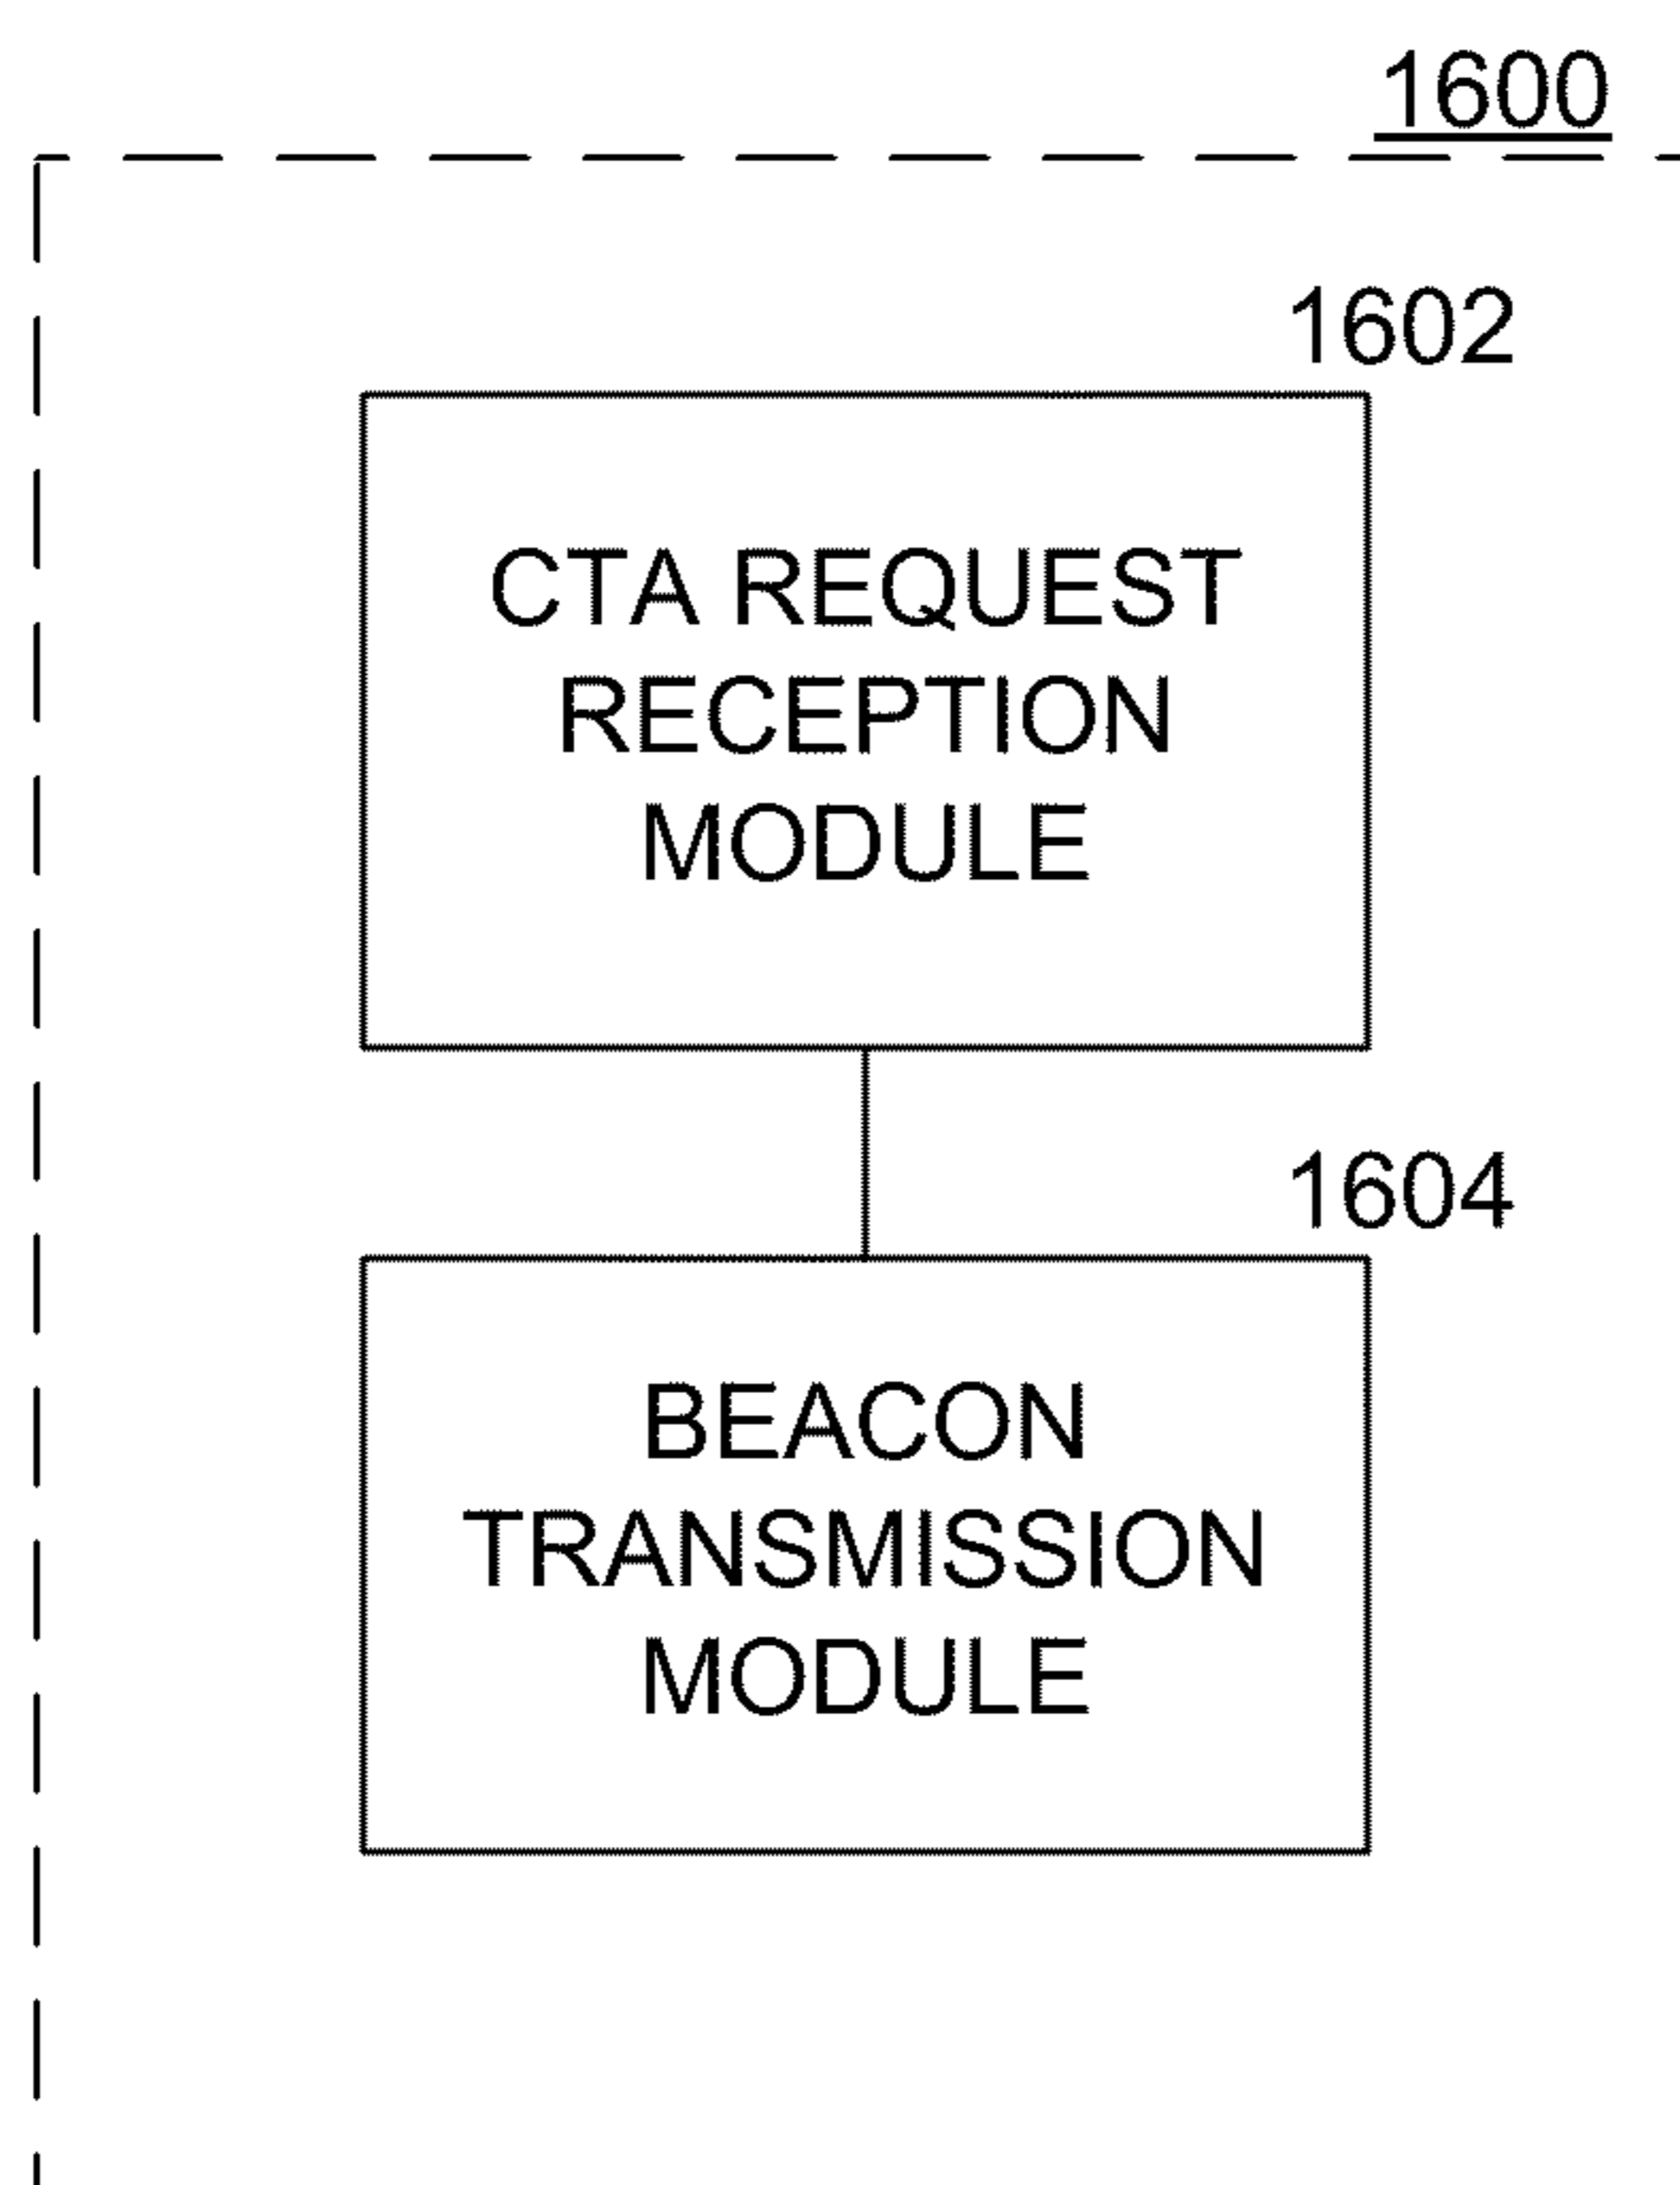 1600
1602
CTA REQUEST
RECEPTION
MODULE
1604
BEACON
TRANSMISSION
MODULE